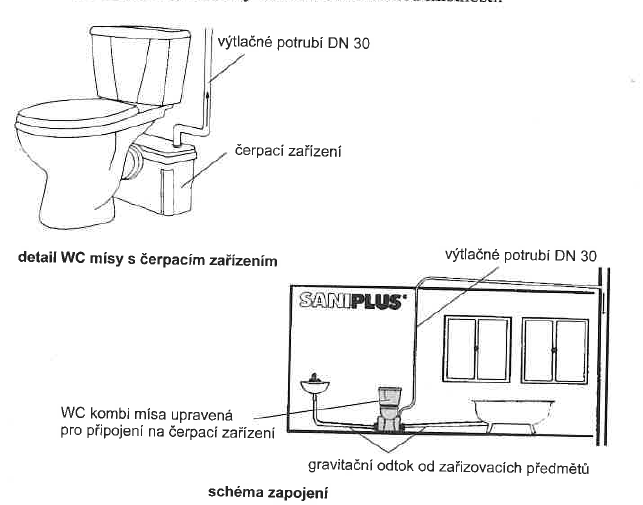 výtlačné potrubí DN 30
čerpací zařízení
detail WC mísy s čerpacím zařízením
výtlačné potrubí DN 30
SANIPLUS
WC kombi mísa upravená
pro připojení na čerpací zařízení
gravitační odtok od zařizovacích předmětů
schéma zapojení